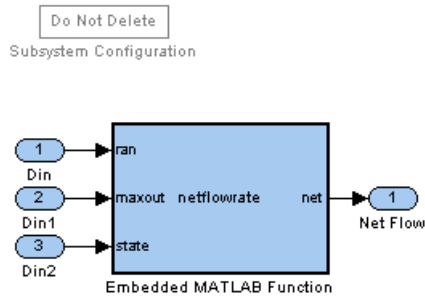 Do Not Delete
Subsystem Configuration
1
ran
Din
2
maxout netflowrate net
1
Din1
Net Flow
3
state
Din2
Embedded MATLAB Function